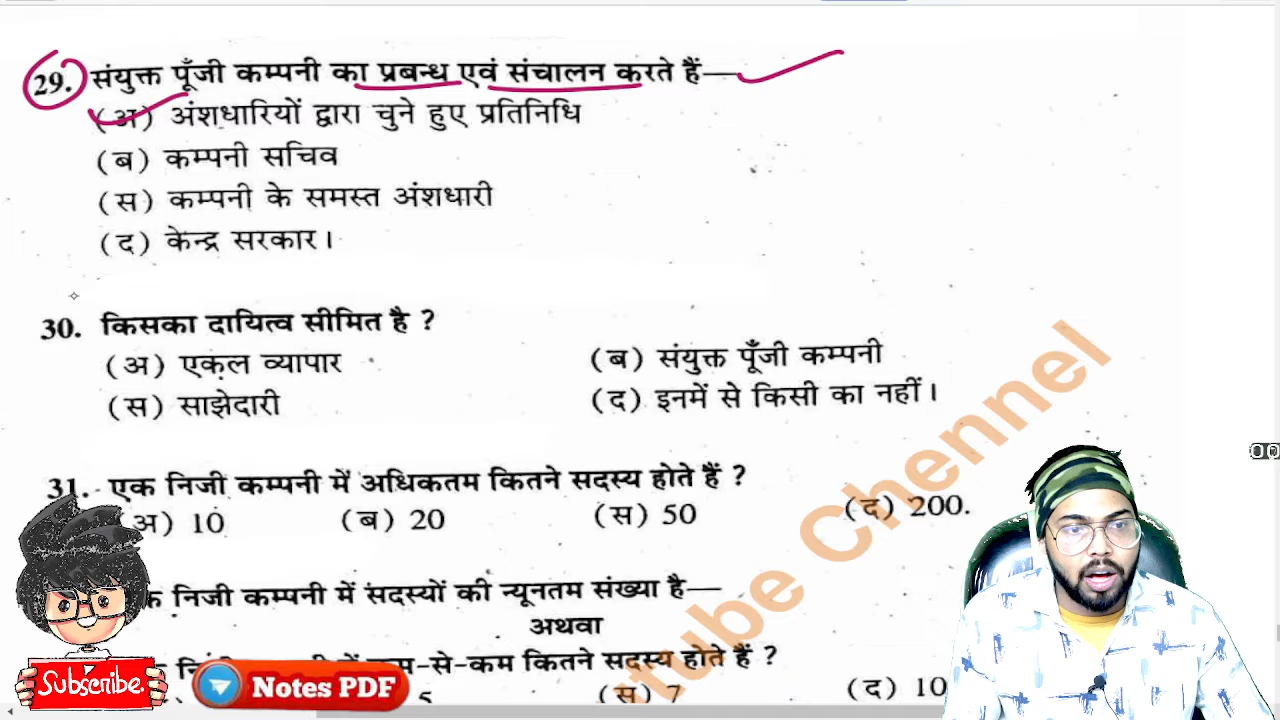 29. संयुक्त पूँजी कम्पनी का प्रबन्ध एवं संचालन करते हैं—
(अ) अंशधारियों द्वारा चुने हुए प्रतिनिधि
(ब) कम्पनी सचिव
(स) कम्पनी के समस्त अंशधारी
(द) केन्द्र सरकार।
30. किसका दायित्व सीमित है ?
(अ) एकल व्यापार (ब) संयुक्त पूँजी कम्पनी
(स) साझेदारी (द) इनमें से किसी का नहीं।
31. एक निजी कम्पनी में अधिकतम कितने सदस्य होते हैं ?
अ) 10 (ब) 20 (स) 50 (द) 200.
निजी कम्पनी में सदस्यों की न्यूनतम संख्या है—
अथवा
कम-से-कम कितने सदस्य होते हैं ?
5 (स) 7 (द) 10
tube Chennel
Subscribe.
Notes PDF